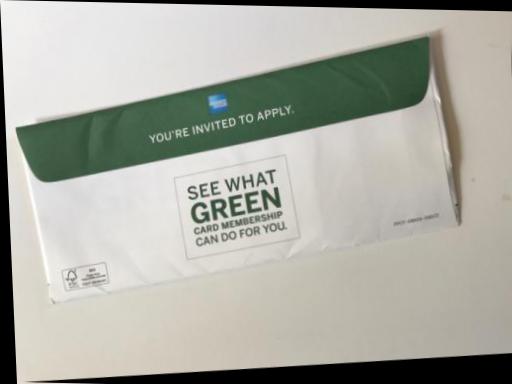 YOU'RE INVITED TO APPLY.
SEE WHAT
GREEN
CARD MEMBERSHIP
CAN DO FOR YOU.